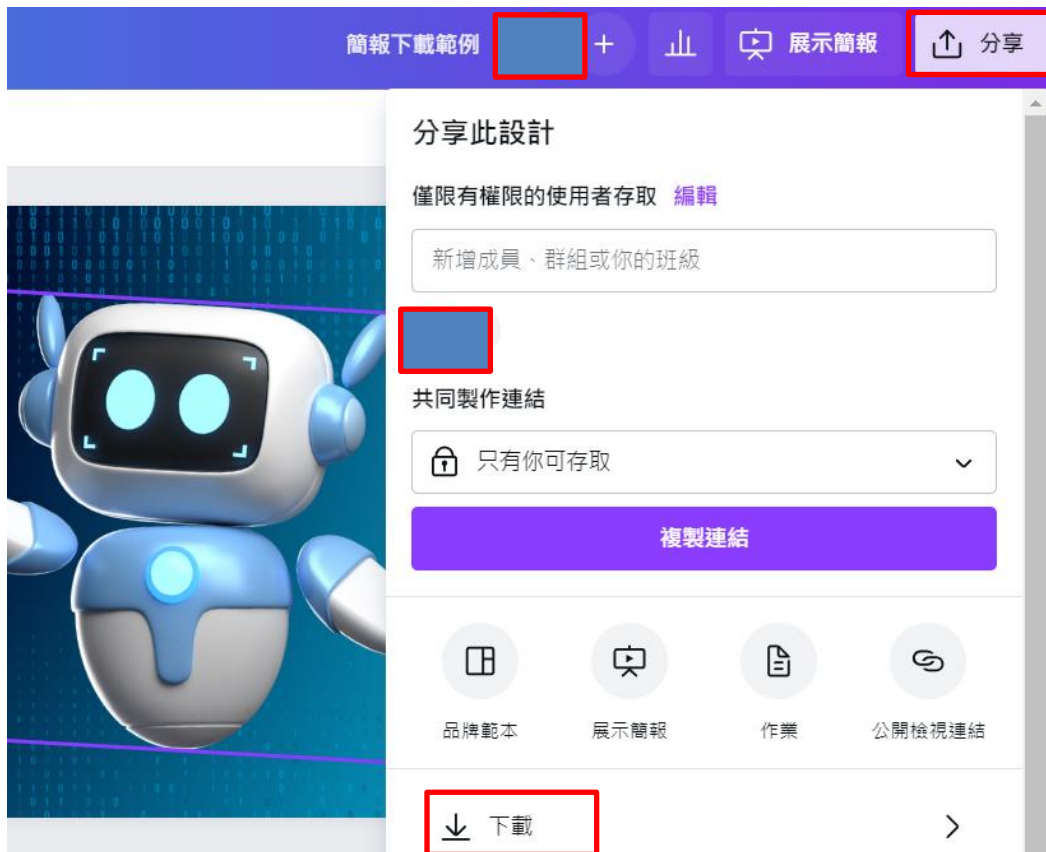 簡報下載範例
展示簡報
分享
分享此設計
僅限有權限的使用者存取 編輯
新增成員、群組或你的班級
共同製作連結
只有你可存取
複製連結
品牌範本 展示簡報 作業 公開檢視連結
下載